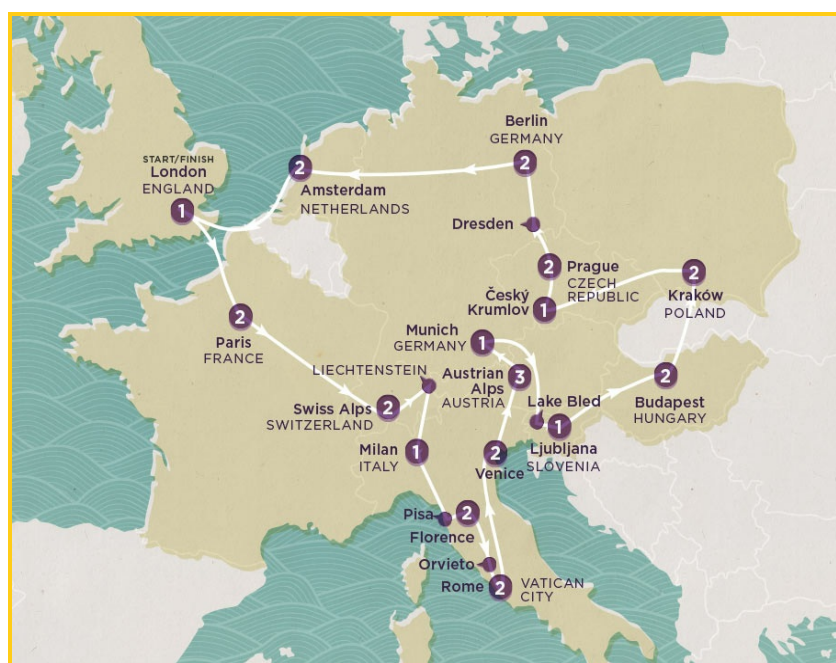 START/FINISH
London
ENGLAND
1
2
Amsterdam
NETHERLANDS
Berlin
GERMANY
2
Dresden
2
Prague
CZECH
REPUBLIC
Český
Krumlov
1
2
Kraków
POLAND
2
Paris
FRANCE
Munich
GERMANY
1
LIECHTENSTEIN
Austrian
Alps
AUSTRIA
3
Swiss Alps
SWITZERLAND
2
Lake Bled
1
Ljubljana
SLOVENIA
2
Budapest
HUNGARY
Milan
ITALY
1
2
Venice
Pisa
2
Florence
Orvieto
Rome
2
VATICAN
CITY